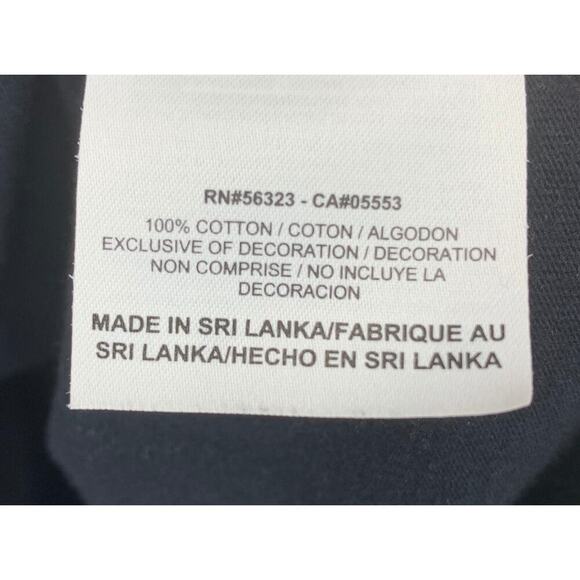 RN#56323 - CA#05553
100% COTTON / COTON / ALGODON
EXCLUSIVE OF DECORATION / DECORATION
NON COMPRISE / NO INCLUYE LA
DECORACION
MADE IN SRI LANKA/FABRIQUE AU
SRI LANKA/HECHO EN SRI LANKA